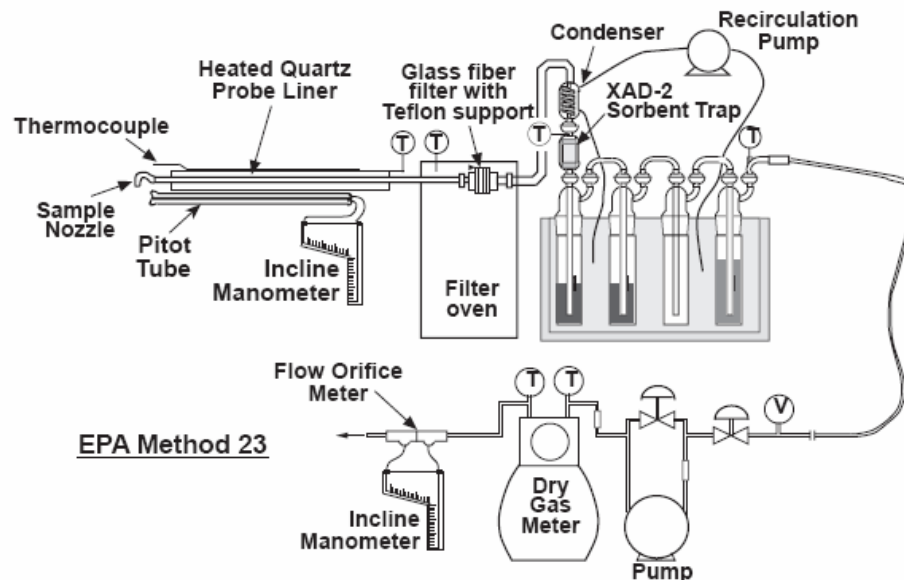 Condenser
Recirculation
Pump
Heated Quartz
Probe Liner
Glass fiber
filter with
Teflon support
XAD-2
Sorbent Trap
Thermocouple
T
T
T
T
Sample
Nozzle
Pitot
Tube
Incline
Manometer
Filter
oven
Flow Orifice
Meter
T
T
V
EPA Method 23
Incline
Manometer
Dry
Gas
Meter
Pump